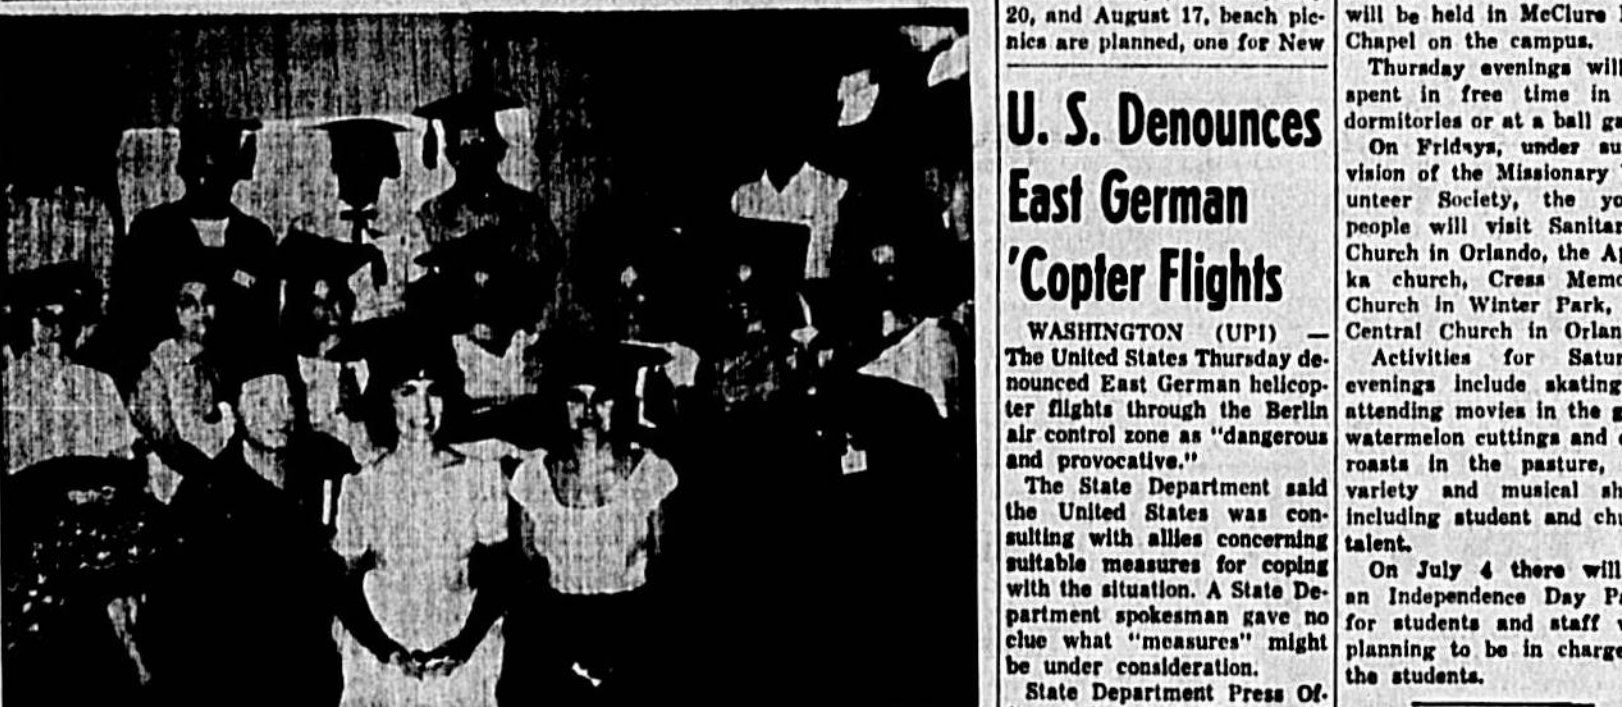 20, and August 17, beach pic-
nics are planned, one for New
U. S. Denounces
East German
'Copter Flights
WASHINGTON (UPI) —
The United States Thursday de-
nounced East German helicop-
ter flights through the Berlin
air control zone as "dangerous
and provocative."
The State Department said
the United States was con-
sulting with allies concerning
suitable measures for coping
with the situation. A State De-
partment spokesman gave no
clue what "measures" might
be under consideration.
State Department Press Of-
will be held in McClure
Chapel on the campus.
Thursday evenings will
spent in free time in
dormitories or at a ball
On Fridays, under
vision of the Missionary
unteer Society, the
people will visit
Church in Orlando, the
ka church, Cress
Church in Winter Park,
Central Church in
Activities for
evenings include skating
attending movies in the
watermelon cuttings and
roasts in the pasture,
variety and musical
including student and
talent.
On July 4 there will
an Independence Day
for students and staff
planning to be in charge
the students.